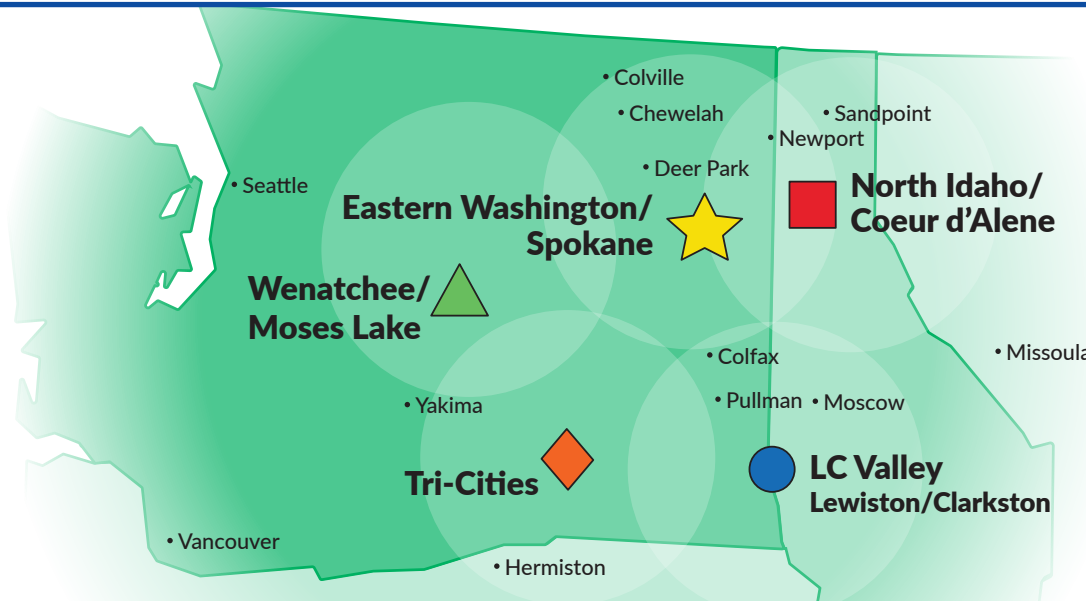 • Colville
• Chewelah
• Sandpoint
• Newport
• Deer Park
• Seattle
North Idaho/
Coeur d’Alene
Eastern Washington/
Spokane
Wenatchee/
Moses Lake
• Colfax
• Missoula
• Pullman
• Moscow
• Yakima
LC Valley
Lewiston/Clarkston
Tri-Cities
• Vancouver
• Hermiston